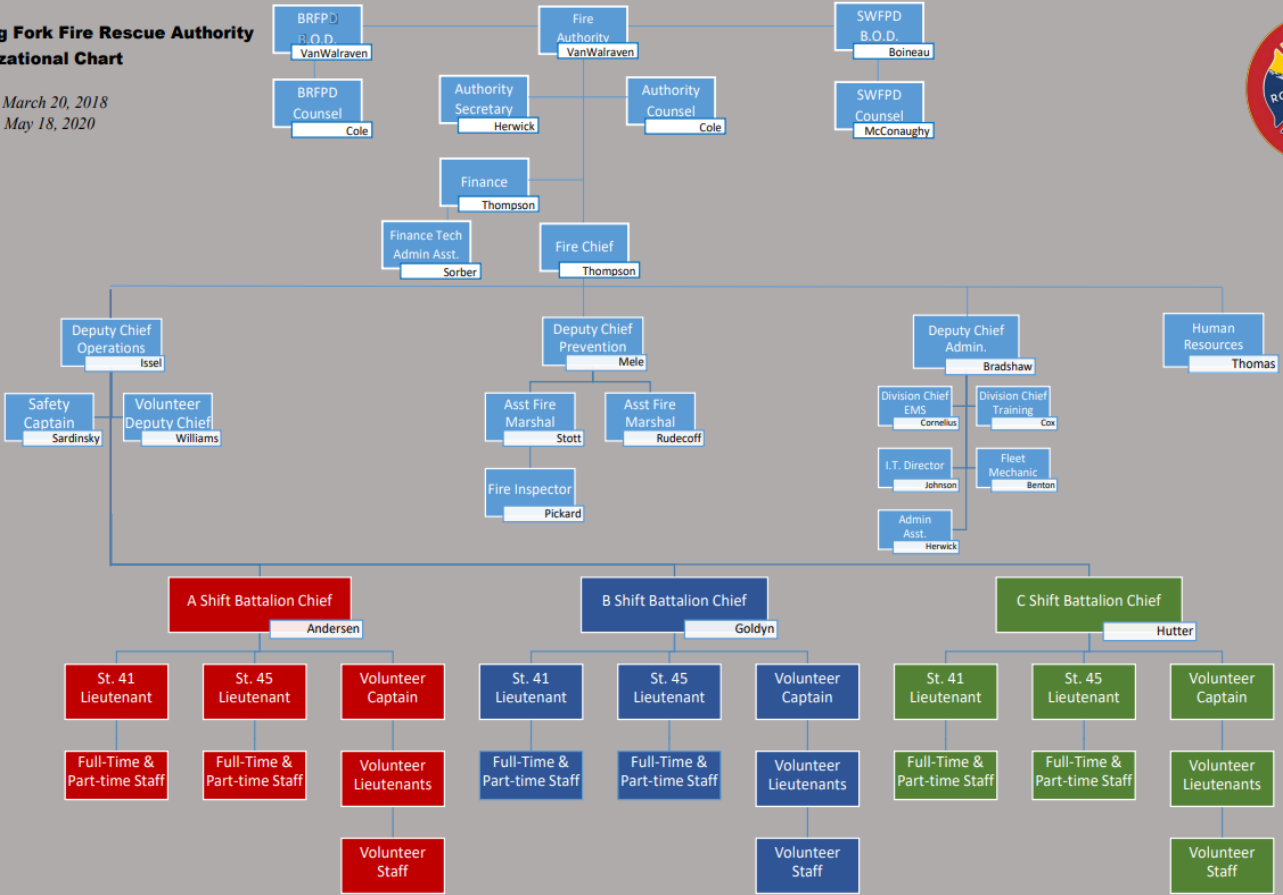 BRFPD
B.O.D.
VanWalraven
Fire
Authority
VanWalraven
SWFPD
B.O.D.
Boineau
g Fork Fire Rescue Authority
zational Chart
March 20, 2018
May 18, 2020
BRFPD
Counsel
Cole
Authority
Secretary
Herwick
Authority
Counsel
Cole
SWFPD
Counsel
McConaughy
Finance
Thompson
Finance Tech
Admin Asst.
Sorber
Fire Chief
Thompson
Deputy Chief
Operations
Issel
Deputy Chief
Prevention
Mele
Deputy Chief
Admin.
Bradshaw
Human
Resources
Thomas
Safety
Captain
Sardinsky
Volunteer
Deputy Chief
Williams
Asst Fire
Marshal
Stott
Asst Fire
Marshal
Rudecoff
Division Chief
EMS
Cornelius
Division Chief
Training
Cox
Fire Inspector
Pickard
I.T. Director
Johnson
Fleet
Mechanic
Benton
Admin
Asst.
Herwick
A Shift Battalion Chief
Andersen
B Shift Battalion Chief
Goldyn
C Shift Battalion Chief
Hutter
St. 41
Lieutenant
St. 45
Lieutenant
Volunteer
Captain
St. 41
Lieutenant
St. 45
Lieutenant
Volunteer
Captain
St. 41
Lieutenant
St. 45
Lieutenant
Volunteer
Captain
Full-Time &
Part-time Staff
Full-Time &
Part-time Staff
Volunteer
Lieutenants
Full-Time &
Part-time Staff
Full-Time &
Part-time Staff
Volunteer
Lieutenants
Full-Time &
Part-time Staff
Full-Time &
Part-time Staff
Volunteer
Lieutenants
Volunteer
Staff
Volunteer
Staff
Volunteer
Staff